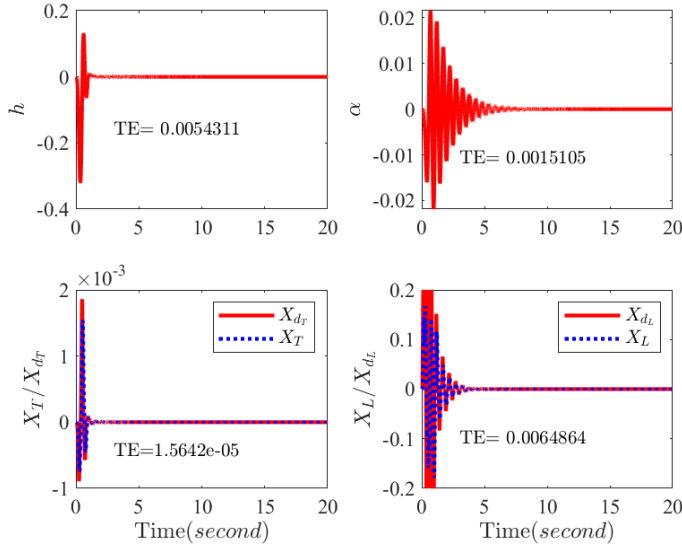 0.2
0
-0.2
-0.4
h
TE= 0.0054311
0 5 10 15 20
0.02
0.01
0
-0.01
-0.02
α
TE= 0.0015105
0 5 10 15 20
×10⁻³
2
1
0
-1
X_T/X_{d_T}
X_{d_T}
X_T
TE=1.5642e-05
0 5 10 15 20
Time(second)
0.2
0.1
0
-0.1
-0.2
X_L/X_{d_L}
X_{d_L}
X_L
TE= 0.0064864
0 5 10 15 20
Time(second)